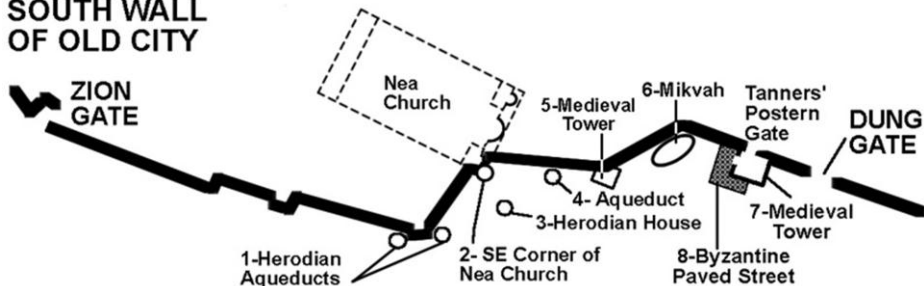 SOUTH WALL
OF OLD CITY
ZION
GATE
Nea
Church
5-Medieval
Tower
6-Mikvah
Tanners'
Postern
Gate
DUNG
GATE
4- Aqueduct
3-Herodian House
7-Medieval
Tower
1-Herodian
Aqueducts
2- SE Corner of
Nea Church
8-Byzantine
Paved Street